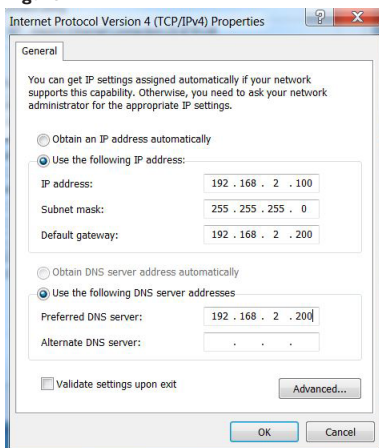 Internet Protocol Version 4 (TCP/IPv4) Properties
General
You can get IP settings assigned automatically if your network
supports this capability. Otherwise, you need to ask your network
administrator for the appropriate IP settings.
Obtain an IP address automatically
Use the following IP address:
IP address: 192 . 168 . 2 . 100
Subnet mask: 255 . 255 . 255 . 0
Default gateway: 192 . 168 . 2 . 200
Obtain DNS server address automatically
Use the following DNS server addresses
Preferred DNS server: 192 . 168 . 2 . 200
Alternate DNS server: . . .
Validate settings upon exit
Advanced...
OK Cancel